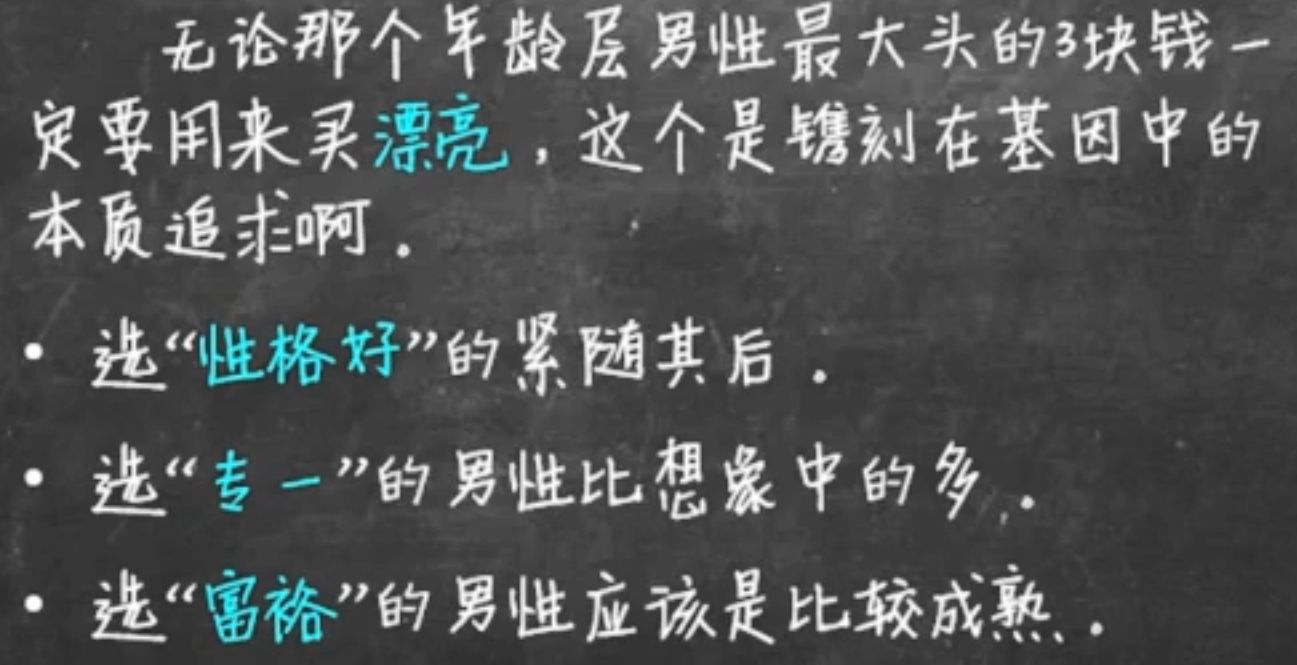 无论那个年龄层男性最大头的3块钱一
定要用来买漂亮，这个是镌刻在基因中的
本质追求啊。
• 选“性格好”的紧随其后。
• 选“专一”的男性比想象中的多。
• 选“富裕”的男性应该是比较成熟。